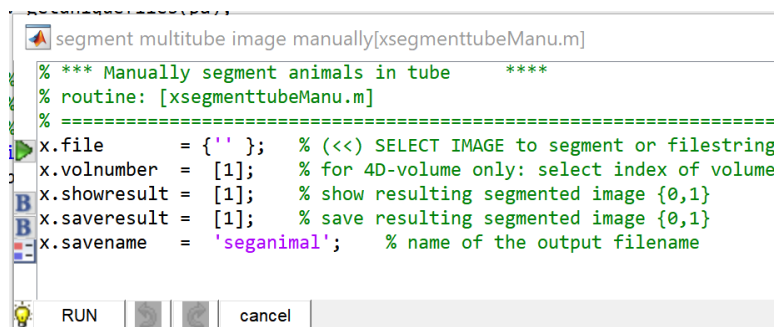 segment multitube image manually[xsegmenttubeManu.m]
% *** Manually segment animals in tube ****
% routine: [xsegmenttubeManu.m]
% ====================================================================
x.file = {'' }; % (<<) SELECT IMAGE to segment or filestring
x.volnumber = [1]; % for 4D-volume only: select index of volume
x.showresult = [1]; % show resulting segmented image {0,1}
x.saveresult = [1]; % save resulting segmented image {0,1}
x.savename = 'seganimal'; % name of the output filename
B
B
RUN cancel